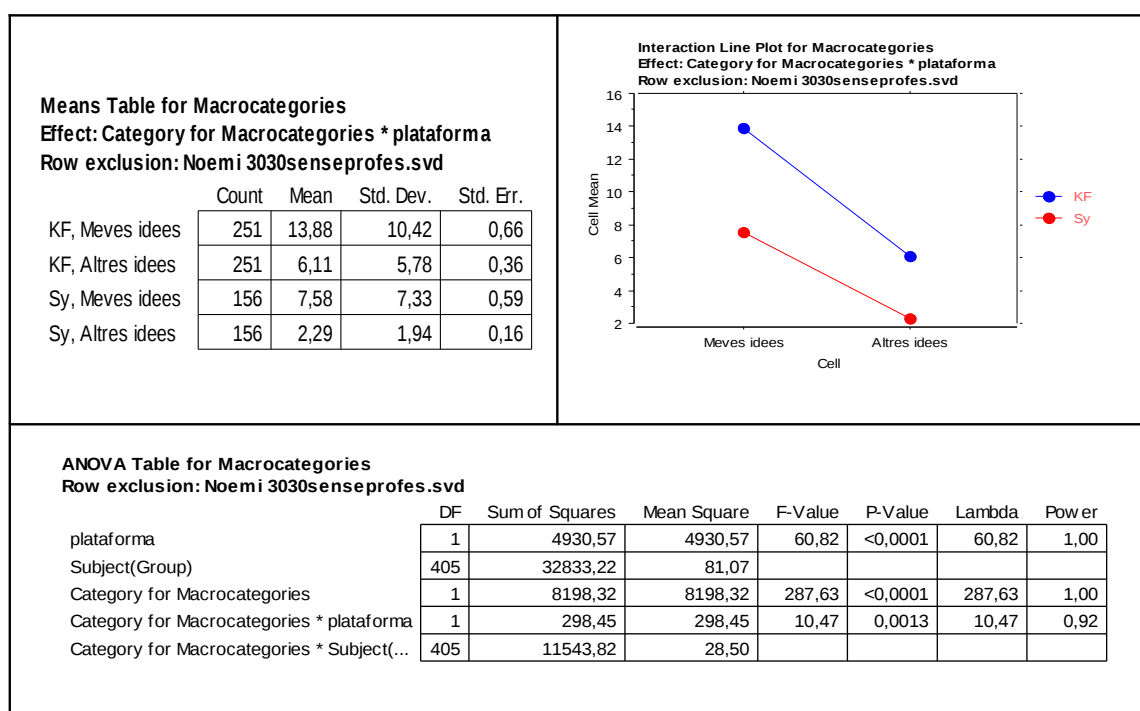 Means Table for Macrocategories
Effect: Category for Macrocategories * plataforma
Row exclusion: Noemi 3030senseprofes.svd
Count Mean Std. Dev. Std. Err.
KF, Meves idees 251 13,88 10,42 0,66
KF, Altres idees 251 6,11 5,78 0,36
Sy, Meves idees 156 7,58 7,33 0,59
Sy, Altres idees 156 2,29 1,94 0,16
Interaction Line Plot for Macrocategories
Effect: Category for Macrocategories * plataforma
Row exclusion: Noemi 3030senseprofes.svd
16
14
12
10
8
6
4
2
Cell Mean
Meves idees Altres idees
Cell
KF
Sy
ANOVA Table for Macrocategories
Row exclusion: Noemi 3030senseprofes.svd
DF Sum of Squares Mean Square F-Value P-Value Lambda Power
plataforma 1 4930,57 4930,57 60,82 <0,0001 60,82 1,00
Subject(Group) 405 32833,22 81,07
Category for Macrocategories 1 8198,32 8198,32 287,63 <0,0001 287,63 1,00
Category for Macrocategories * plataforma 1 298,45 298,45 10,47 0,0013 10,47 0,92
Category for Macrocategories * Subject(... 405 11543,82 28,50